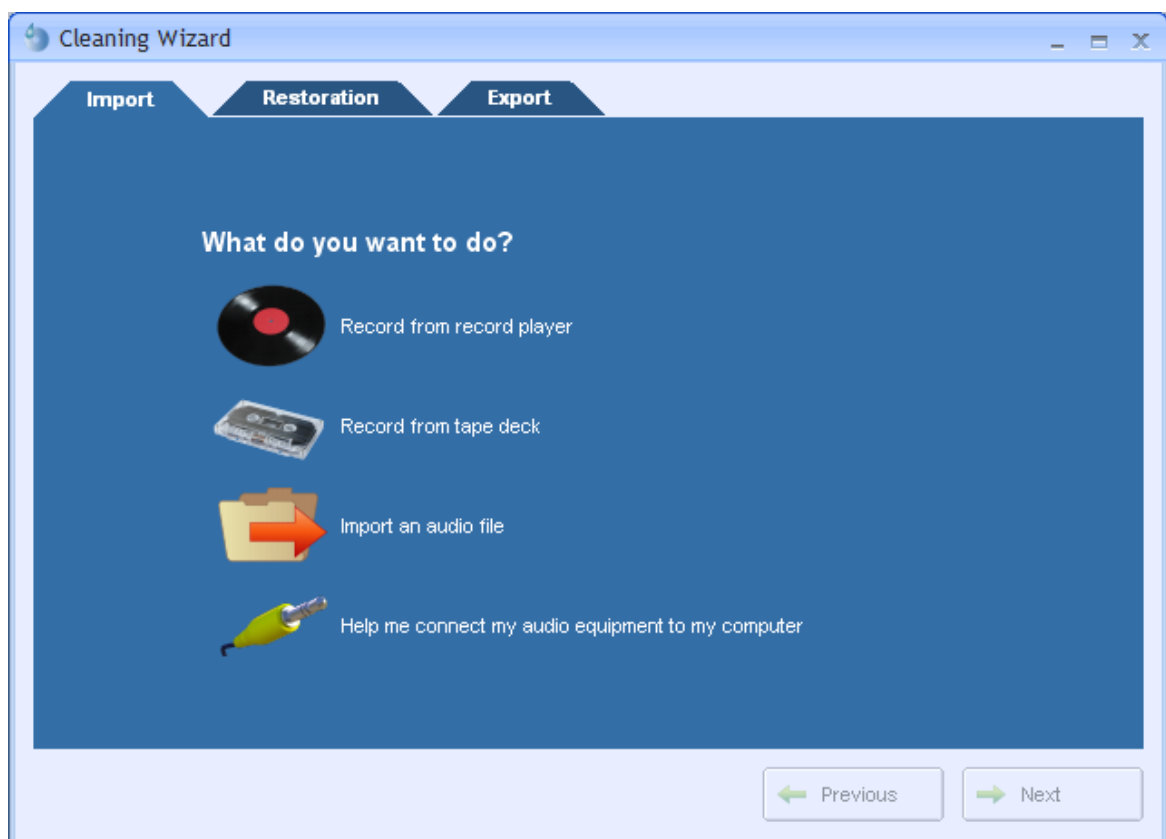 Cleaning Wizard
Import
Restoration
Export
What do you want to do?
Record from record player
Record from tape deck
Import an audio file
Help me connect my audio equipment to my computer
Previous
Next